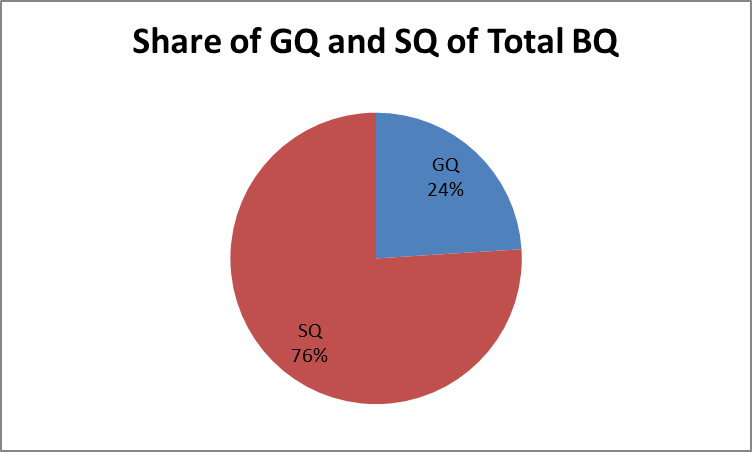 Share of GQ and SQ of Total BQ
GQ
24%
SQ
76%